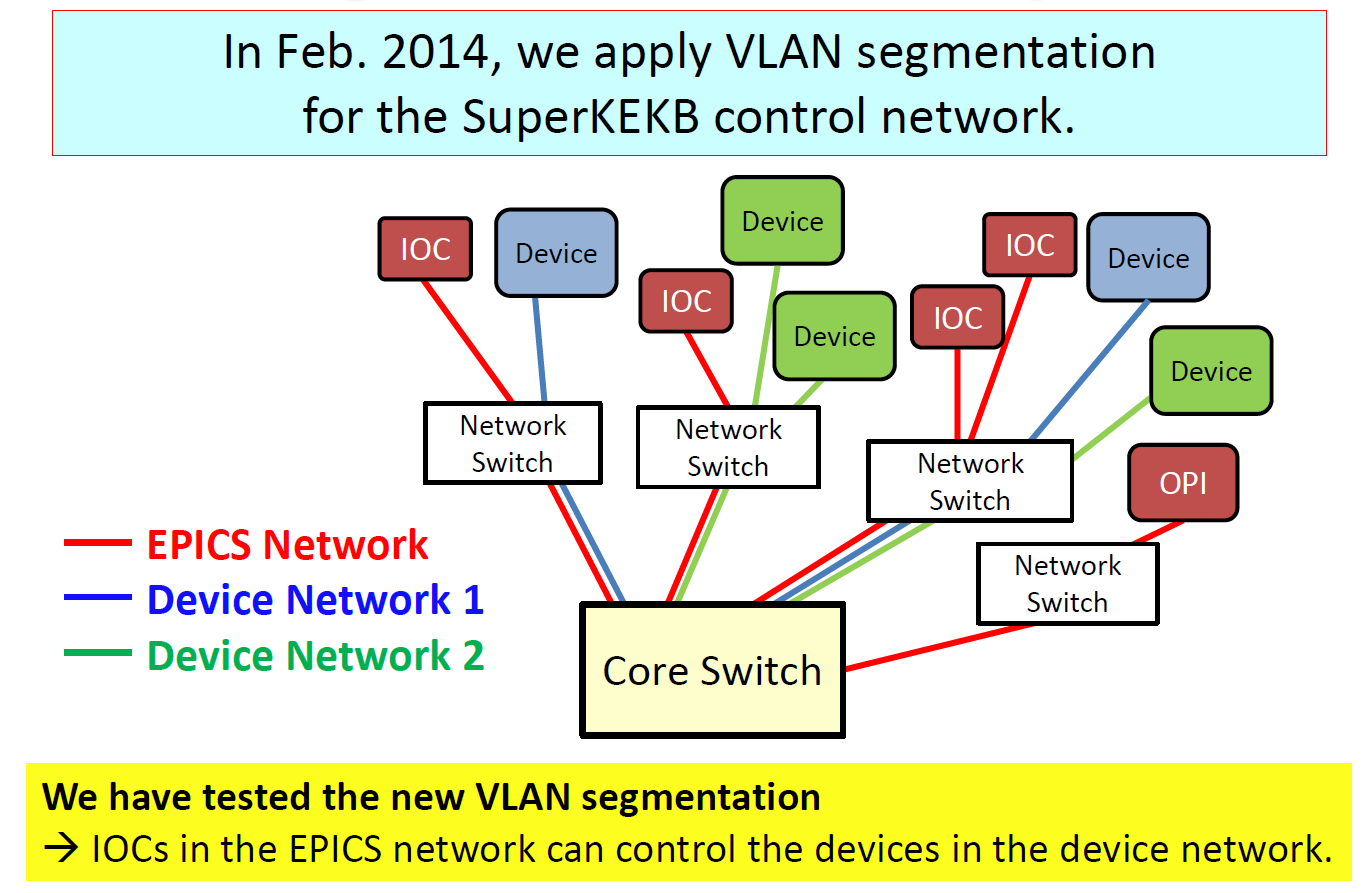 In Feb. 2014, we apply VLAN segmentation
for the SuperKEKB control network.
IOC
Device
IOC
Device
Device
IOC
IOC
Device
Device
OPI
Network
Switch
Network
Switch
Network
Switch
Network
Switch
EPICS Network
Device Network 1
Device Network 2
Core Switch
We have tested the new VLAN segmentation
→ IOCs in the EPICS network can control the devices in the device network.